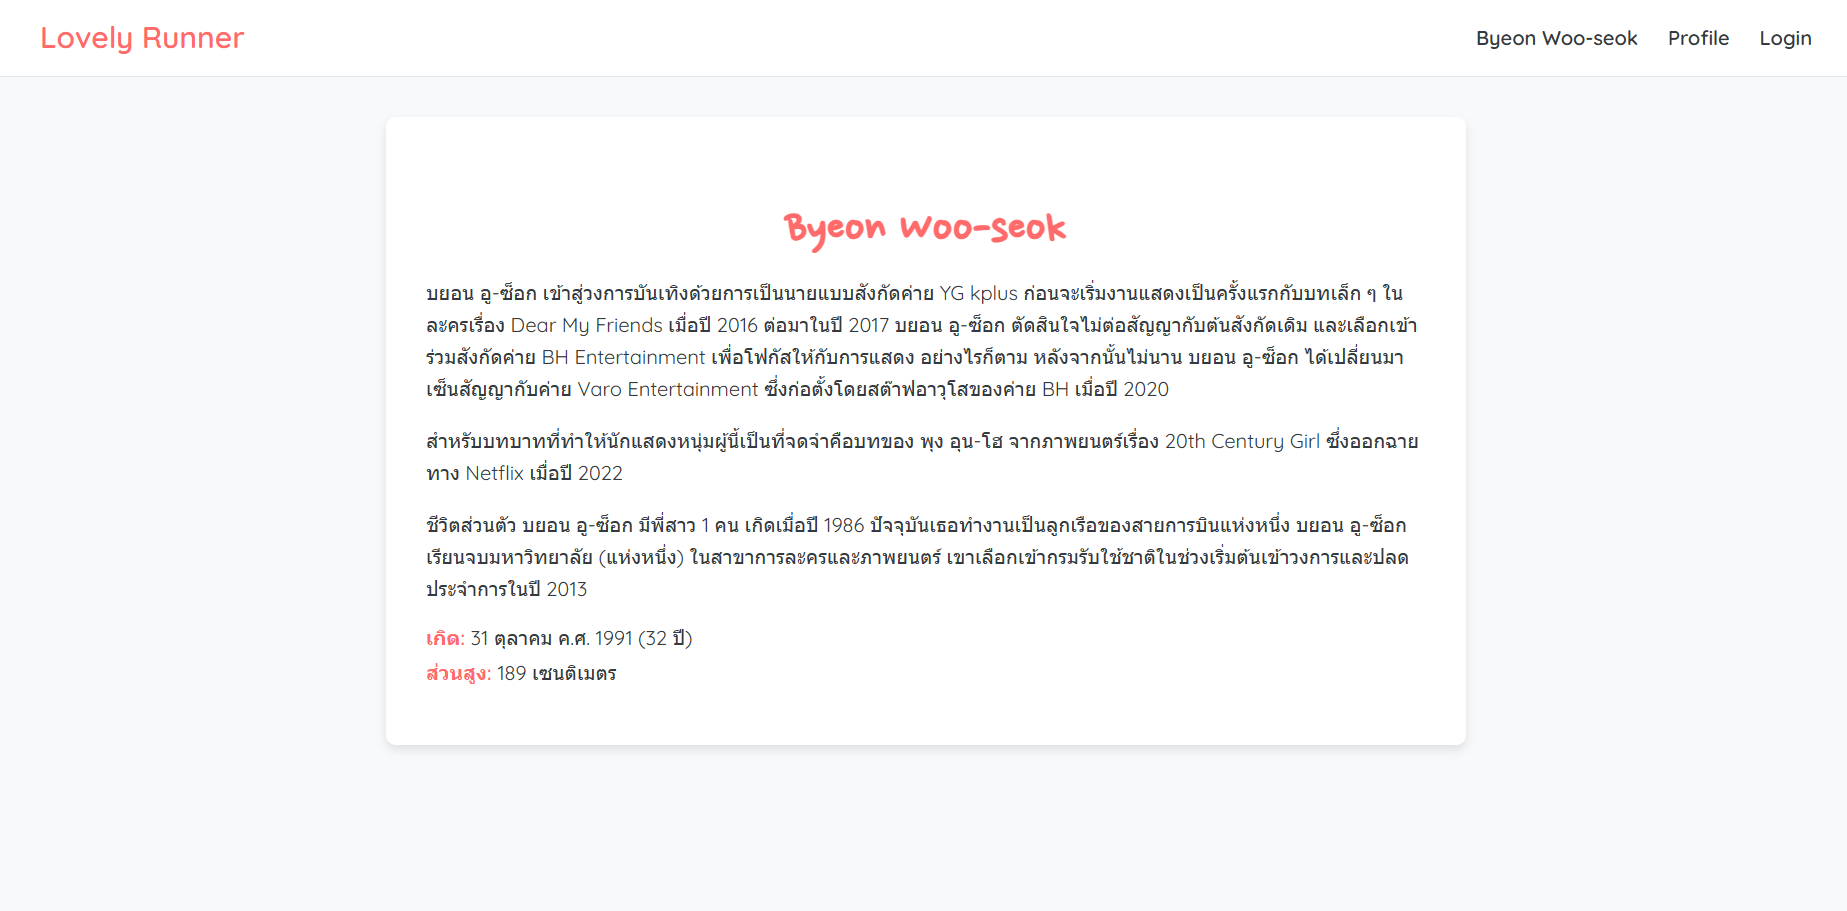 Lovely Runner
Byeon Woo-seok Profile Login
Byeon Woo-seok
บยอน อู-ซ็อก เข้าสู่วงการบันเทิงด้วยการเป็นนายแบบสังกัดค่าย YG kplus ก่อนจะเริ่มงานแสดงเป็นครั้งแรกกับบทเล็ก ๆ ใน
ละครเรื่อง Dear My Friends เมื่อปี 2016 ต่อมาในปี 2017 บยอน อู-ซ็อก ตัดสินใจไม่ต่อสัญญากับต้นสังกัดเดิม และเลือกเข้า
ร่วมสังกัดค่าย BH Entertainment เพื่อโฟกัสให้กับการแสดง อย่างไรก็ตาม หลังจากนั้นไม่นาน บยอน อู-ซ็อก ได้เปลี่ยนมา
เซ็นสัญญากับค่าย Varo Entertainment ซึ่งก่อตั้งโดยสต๊าฟอาวุโสของค่าย BH เมื่อปี 2020
สำหรับบทบาทที่ทำให้นักแสดงหนุ่มผู้นี้เป็นที่จดจำคือบทของ พุง อุน-โฮ จากภาพยนตร์เรื่อง 20th Century Girl ซึ่งออกฉาย
ทาง Netflix เมื่อปี 2022
ชีวิตส่วนตัว บยอน อู-ซ็อก มีพี่สาว 1 คน เกิดเมื่อปี 1986 ปัจจุบันเธอทำงานเป็นลูกเรือของสายการบินแห่งหนึ่ง บยอน อู-ซ็อก
เรียนจบมหาวิทยาลัย (แห่งหนึ่ง) ในสาขาการละครและภาพยนตร์ เขาเลือกเข้ากรมรับใช้ชาติในช่วงเริ่มต้นเข้าวงการและปลด
ประจำการในปี 2013
เกิด: 31 ตุลาคม ค.ศ. 1991 (32 ปี)
ส่วนสูง: 189 เซนติเมตร